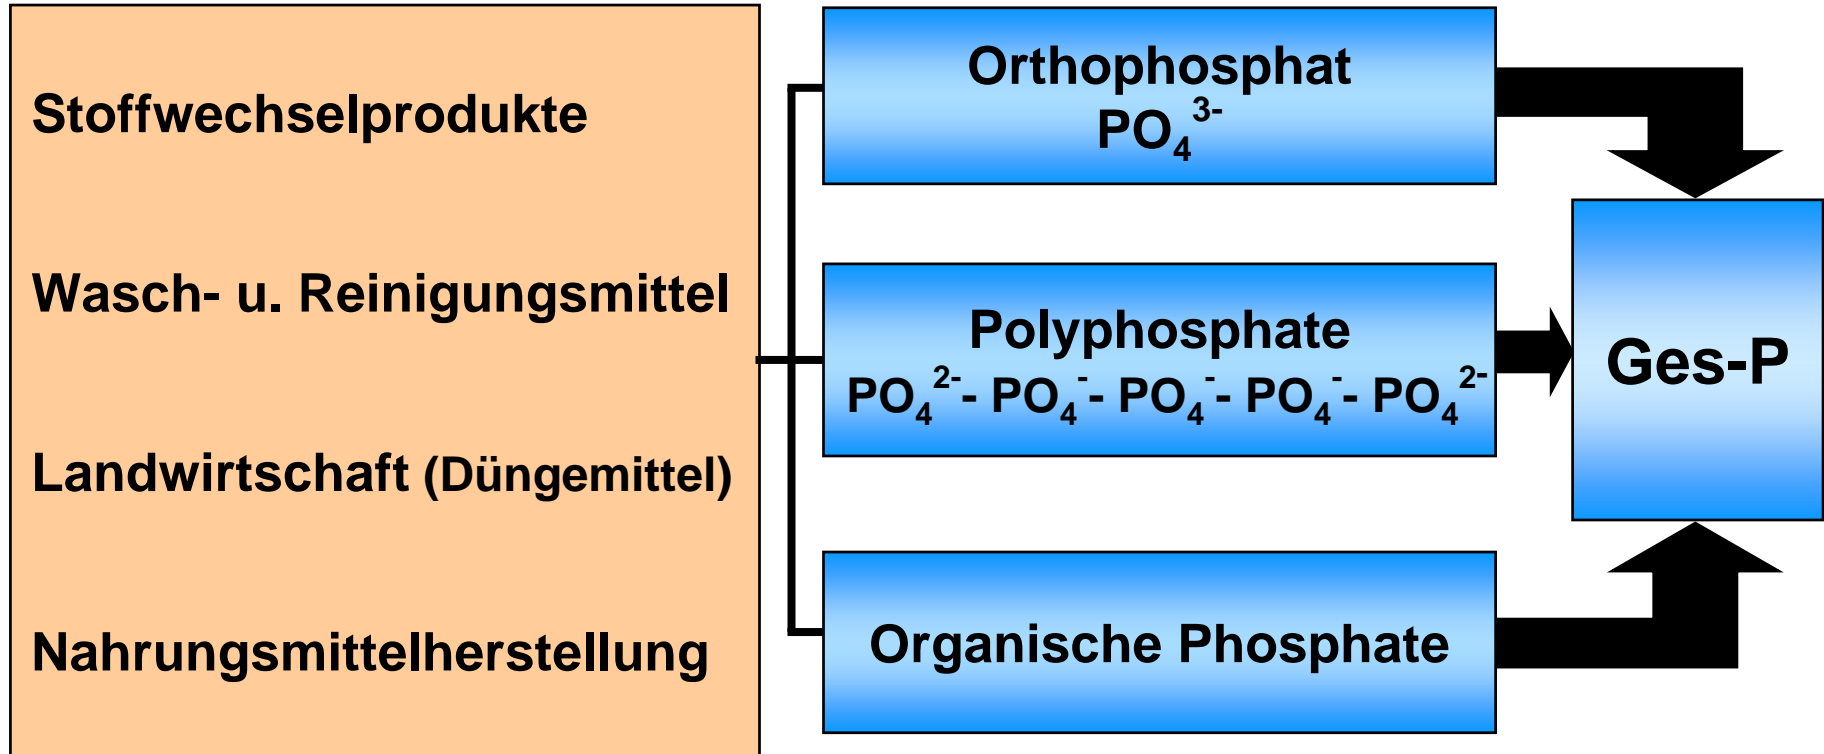 Stoffwechselprodukte
Wasch- u. Reinigungsmittel
Landwirtschaft (Düngemittel)
Nahrungsmittelherstellung
Orthophosphat
PO₄³⁻
Polyphosphate
PO₄²⁻- PO₄⁻- PO₄⁻- PO₄⁻- PO₄²⁻
Organische Phosphate
Ges-P